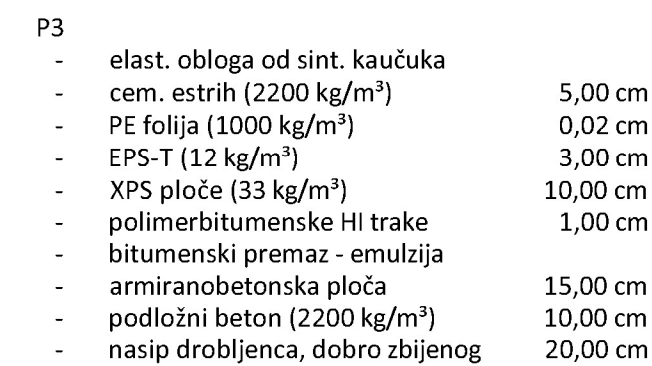 P3
- elast. obloga od sint. kaučuka
- cem. estrih (2200 kg/m³) 5,00 cm
- PE folija (1000 kg/m³) 0,02 cm
- EPS-T (12 kg/m³) 3,00 cm
- XPS ploče (33 kg/m³) 10,00 cm
- polimerbitumenske HI trake 1,00 cm
- bitumenski premaz - emulzija
- armiranobetonska ploča 15,00 cm
- podložni beton (2200 kg/m³) 10,00 cm
- nasip drobljenca, dobro zbijenog 20,00 cm